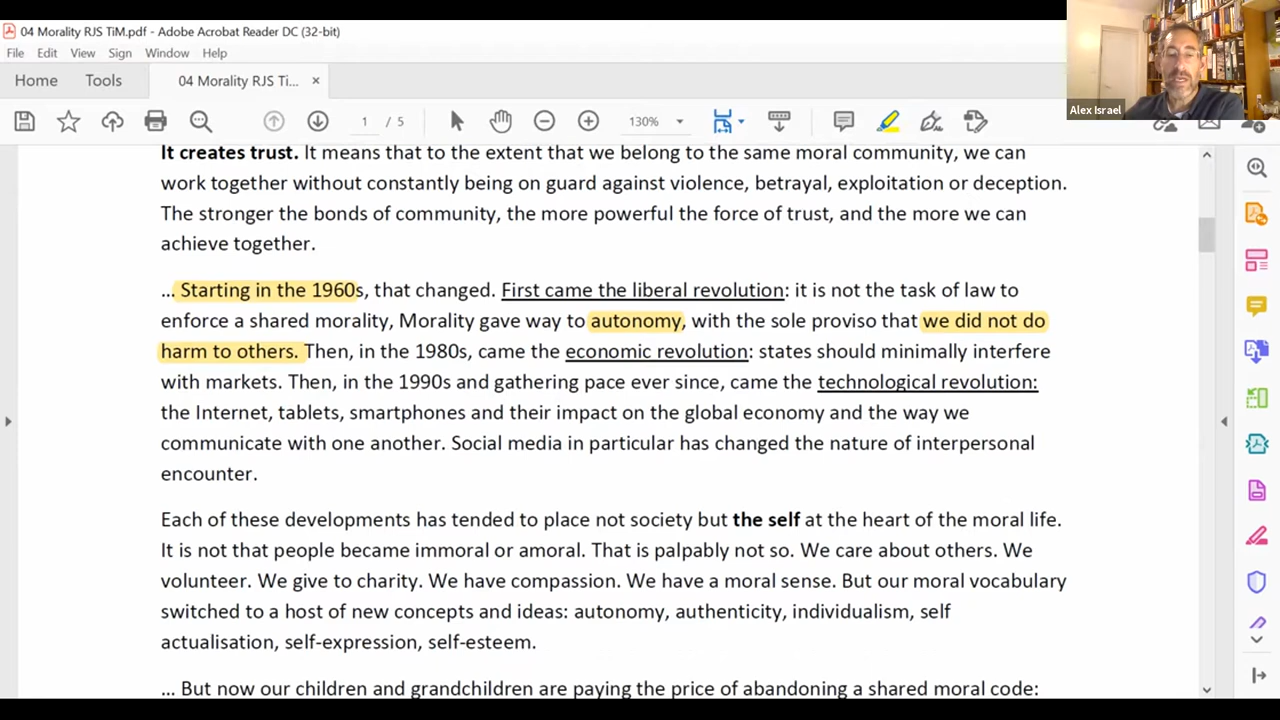 04 Morality RJS TiM.pdf - Adobe Acrobat Reader DC (32-bit)
File Edit View Sign Window Help
Home Tools 04 Morality RJS Ti... ×
1 / 5 130%
Alex Israel
It creates trust. It means that to the extent that we belong to the same moral community, we can
work together without constantly being on guard against violence, betrayal, exploitation or deception.
The stronger the bonds of community, the more powerful the force of trust, and the more we can
achieve together.
... Starting in the 1960s, that changed. First came the liberal revolution: it is not the task of law to
enforce a shared morality, Morality gave way to autonomy, with the sole proviso that we did not do
harm to others. Then, in the 1980s, came the economic revolution: states should minimally interfere
with markets. Then, in the 1990s and gathering pace ever since, came the technological revolution:
the Internet, tablets, smartphones and their impact on the global economy and the way we
communicate with one another. Social media in particular has changed the nature of interpersonal
encounter.
Each of these developments has tended to place not society but the self at the heart of the moral life.
It is not that people became immoral or amoral. That is palpably not so. We care about others. We
volunteer. We give to charity. We have compassion. We have a moral sense. But our moral vocabulary
switched to a host of new concepts and ideas: autonomy, authenticity, individualism, self
actualisation, self-expression, self-esteem.
... But now our children and grandchildren are paying the price of abandoning a shared moral code: